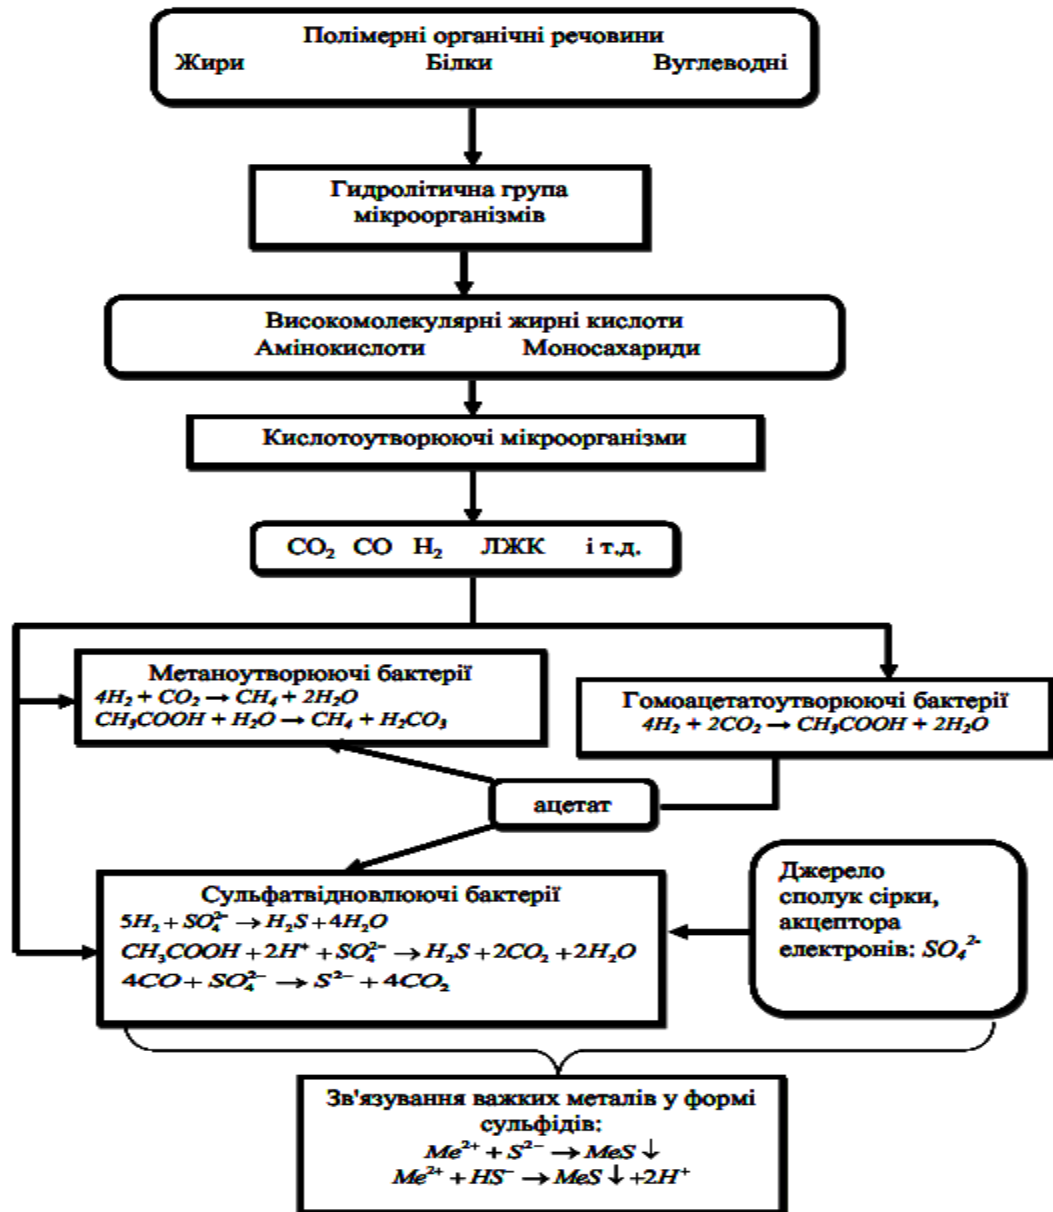 Полімерні органічні речовини
Жири Білки Вуглеводні
Гидролітична група
мікроорганізмів
Високомолекулярні жирні кислоти
Амінокислоти Моносахариди
Кислотоутворюючі мікроорганізми
CO₂ CO H₂ ЛЖК і т.д.
Метаноутворюючі бактерії
4H₂ + CO₂ → CH₄ + 2H₂O
CH₃COOH + H₂O → CH₄ + H₂CO₃
Гомоацетатоутворюючі бактерії
4H₂ + 2CO₂ → CH₃COOH + 2H₂O
ацетат
Сульфатвідновлюючі бактерії
5H₂ + SO₄²⁻ → H₂S + 4H₂O
CH₃COOH + 2H⁺ + SO₄²⁻ → H₂S + 2CO₂ + 2H₂O
4CO + SO₄²⁻ → S²⁻ + 4CO₂
Джерело
сполук сірки,
акцептора
електронів: SO₄²⁻
Зв'язування важких металів у формі
сульфідів:
Me²⁺ + S²⁻ → MeS ↓
Me²⁺ + HS⁻ → MeS ↓ +2H⁺